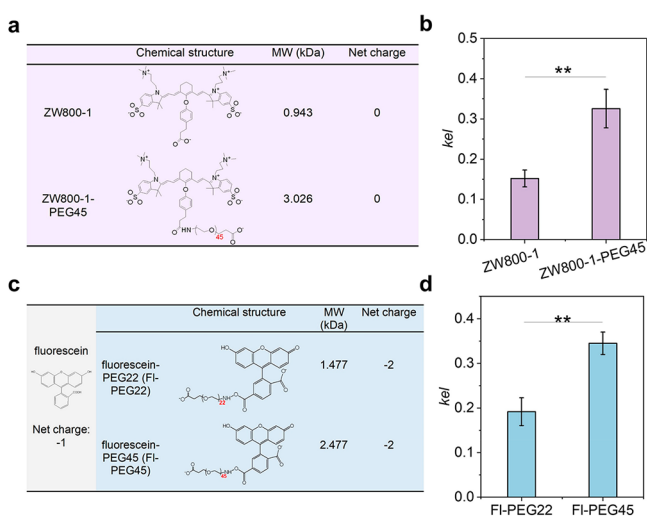 a
Chemical structure MW (kDa) Net charge
ZW800-1 0.943 0
ZW800-1-
PEG45 3.026 0
45
b
kel
0.5
0.4
0.3
0.2
0.1
0.0
**
ZW800-1 ZW800-1-PEG45
c
Chemical structure MW
(kDa) Net charge
fluorescein
Net charge:
-1
fluorescein-
PEG22 (Fl-
PEG22) 1.477 -2
22
fluorescein-
PEG45 (Fl-
PEG45) 2.477 -2
45
d
kel
0.4
0.3
0.2
0.1
0.0
**
Fl-PEG22 Fl-PEG45